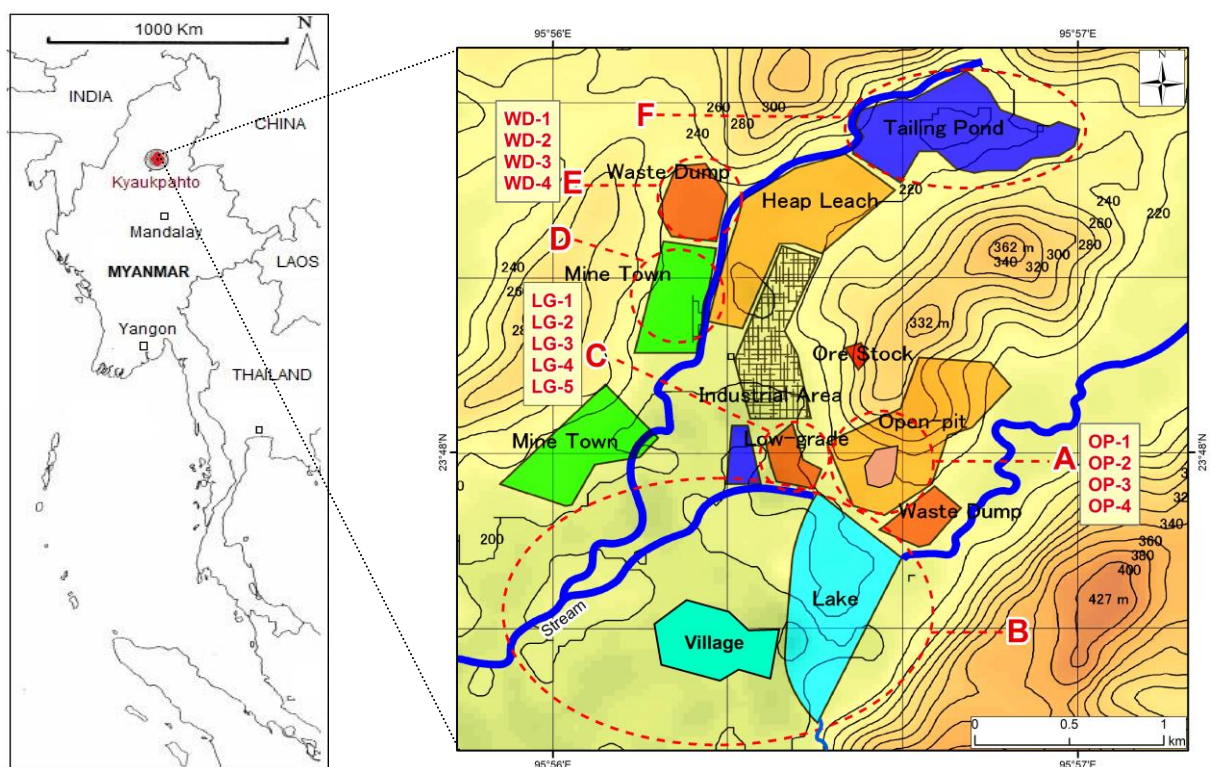 1000 Km
N
INDIA
CHINA
Kyaukpahto
Mandalay
MYANMAR
LAOS
Yangon
THAILAND
95°56'E
95°57'E
N
WD-1
WD-2
WD-3
WD-4
F
260
300
240
280
Tailing Pond
Waste Dump
E
Heap Leach
220
240
260
280
220
300
362 m
340
320
D
240
Mine Town
LG-1
LG-2
LG-3
LG-4
LG-5
C
332 m
Ore Stock
Industrial Area
Open-pit
Mine Town
Low-grade
23°48'N
23°48'N
A
OP-1
OP-2
OP-3
OP-4
Waste Dump
340
360
380
400
427 m
200
Stream
Lake
Village
B
0
0.5
1
km
95°56'E
95°57'E